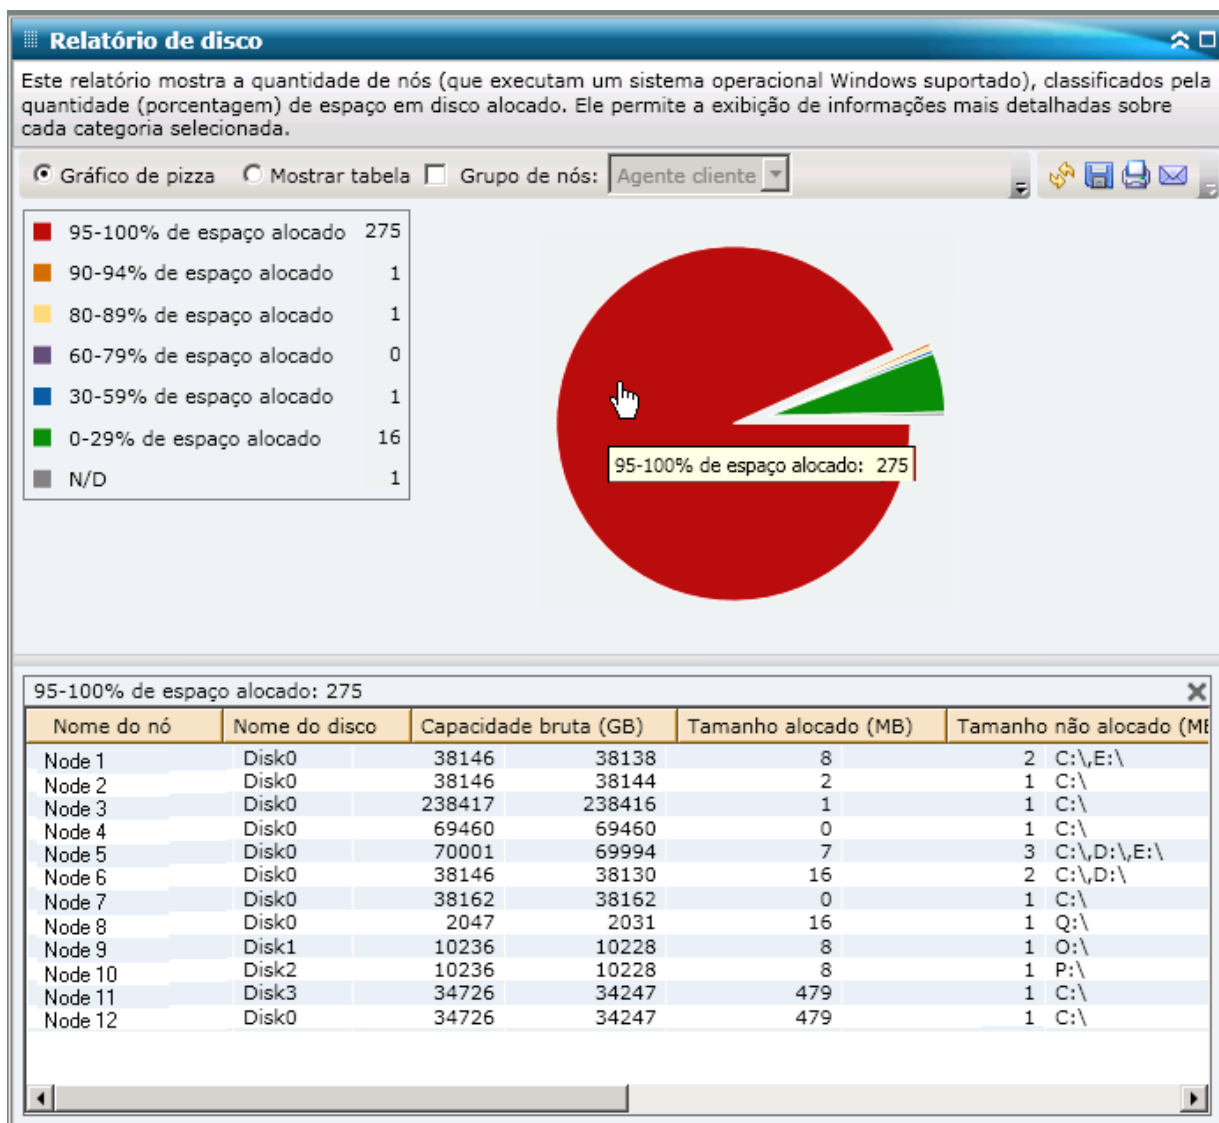 Relatório de disco
Este relatório mostra a quantidade de nós (que executam um sistema operacional Windows suportado), classificados pela
quantidade (porcentagem) de espaço em disco alocado. Ele permite a exibição de informações mais detalhadas sobre
cada categoria selecionada.
Gráfico de pizza Mostrar tabela Grupo de nós: Agente cliente
95-100% de espaço alocado 275
90-94% de espaço alocado 1
80-89% de espaço alocado 1
60-79% de espaço alocado 0
30-59% de espaço alocado 1
0-29% de espaço alocado 16
N/D 1
95-100% de espaço alocado: 275
95-100% de espaço alocado: 275
Nome do nó Nome do disco Capacidade bruta (GB) Tamanho alocado (MB) Tamanho não alocado (ME
Node 1 Disk0 38146 38138 8 2 C:\,E:\
Node 2 Disk0 38146 38144 2 1 C:\
Node 3 Disk0 238417 238416 1 1 C:\
Node 4 Disk0 69460 69460 0 1 C:\
Node 5 Disk0 70001 69994 7 3 C:\,D:\,E:\
Node 6 Disk0 38146 38130 16 2 C:\,D:\
Node 7 Disk0 38162 38162 0 1 C:\
Node 8 Disk0 2047 2031 16 1 Q:\
Node 9 Disk1 10236 10228 8 1 O:\
Node 10 Disk2 10236 10228 8 1 P:\
Node 11 Disk3 34726 34247 479 1 C:\
Node 12 Disk0 34726 34247 479 1 C:\